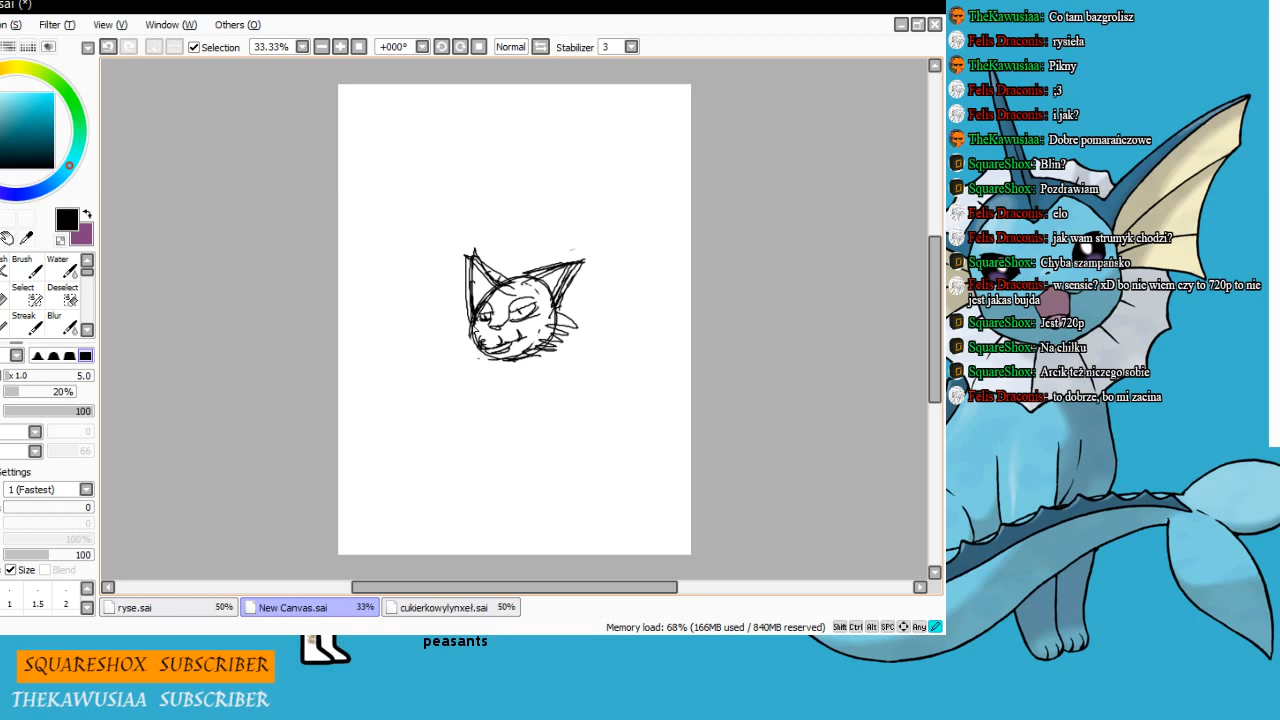 sai (*)
(S) Filter (T) View (V) Window (W) Others (O)
Selection 33.33% +000° Normal Stabilizer 3
Brush Water
Select Deselect
Streak Blur
x 1.0 5.0
20%
100
0
66
Settings
1 (Fastest)
0
0
100%
100
Size Blend
1 1.5 2
ryse.sai 50% New Canvas.sai 33% cukierkowylynxeł.sai 50%
Memory load: 68% (166MB used / 840MB reserved) Shift Ctrl Alt SPC Any
TheKawusiaa: Co tam bazgrolisz
Felis Draconis: rysiela
TheKawusiaa: Pikny
Felis Draconis: ;3
Felis Draconis: i jak?
TheKawusiaa: Dobre pomarańczowe
SquareShox: Blin?
SquareShox: Pozdrawiam
Felis Draconis: elo
Felis Draconis: jak wam strumyk chodzi?
SquareShox: Chyba szampańsko
Felis Draconis: w sensie? xD bo nie wiem czy to 720p to nie
jest jakas bujda
SquareShox: Jest 720p
SquareShox: Na chilku
SquareShox: Arcik też niczego sobie
Felis Draconis: to dobrze, bo mi zacina
peasants
SQUARESHOX SUBSCRIBER
THEKAWUSIAA SUBSCRIBER